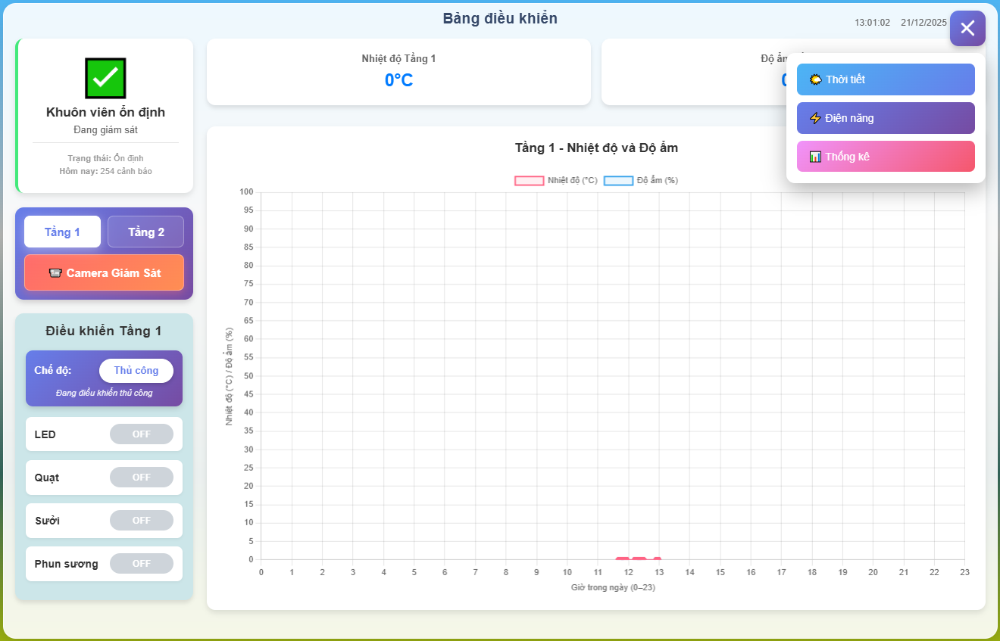 Bảng điều khiển
13:01:02 21/12/2025
Khuôn viên ổn định
Đang giám sát
Trạng thái: Ổn định
Hôm nay: 254 cảnh báo
Tầng 1
Tầng 2
Camera Giám Sát
Điều khiển Tầng 1
Chế độ:
Thủ công
Đang điều khiển thủ công
LED
OFF
Quạt
OFF
Sưởi
OFF
Phun sương
OFF
Nhiệt độ Tầng 1
0°C
Độ
Thời tiết
Điện năng
Thống kê
Tầng 1 - Nhiệt độ và Độ ẩm
Nhiệt độ (°C) Độ ẩm (%)
Nhiệt độ (°C) / Độ ẩm (%)
100
95
90
85
80
75
70
65
60
55
50
45
40
35
30
25
20
15
10
5
0
0 1 2 3 4 5 6 7 8 9 10 11 12 13 14 15 16 17 18 19 20 21 22 23
Giờ trong ngày (0–23)